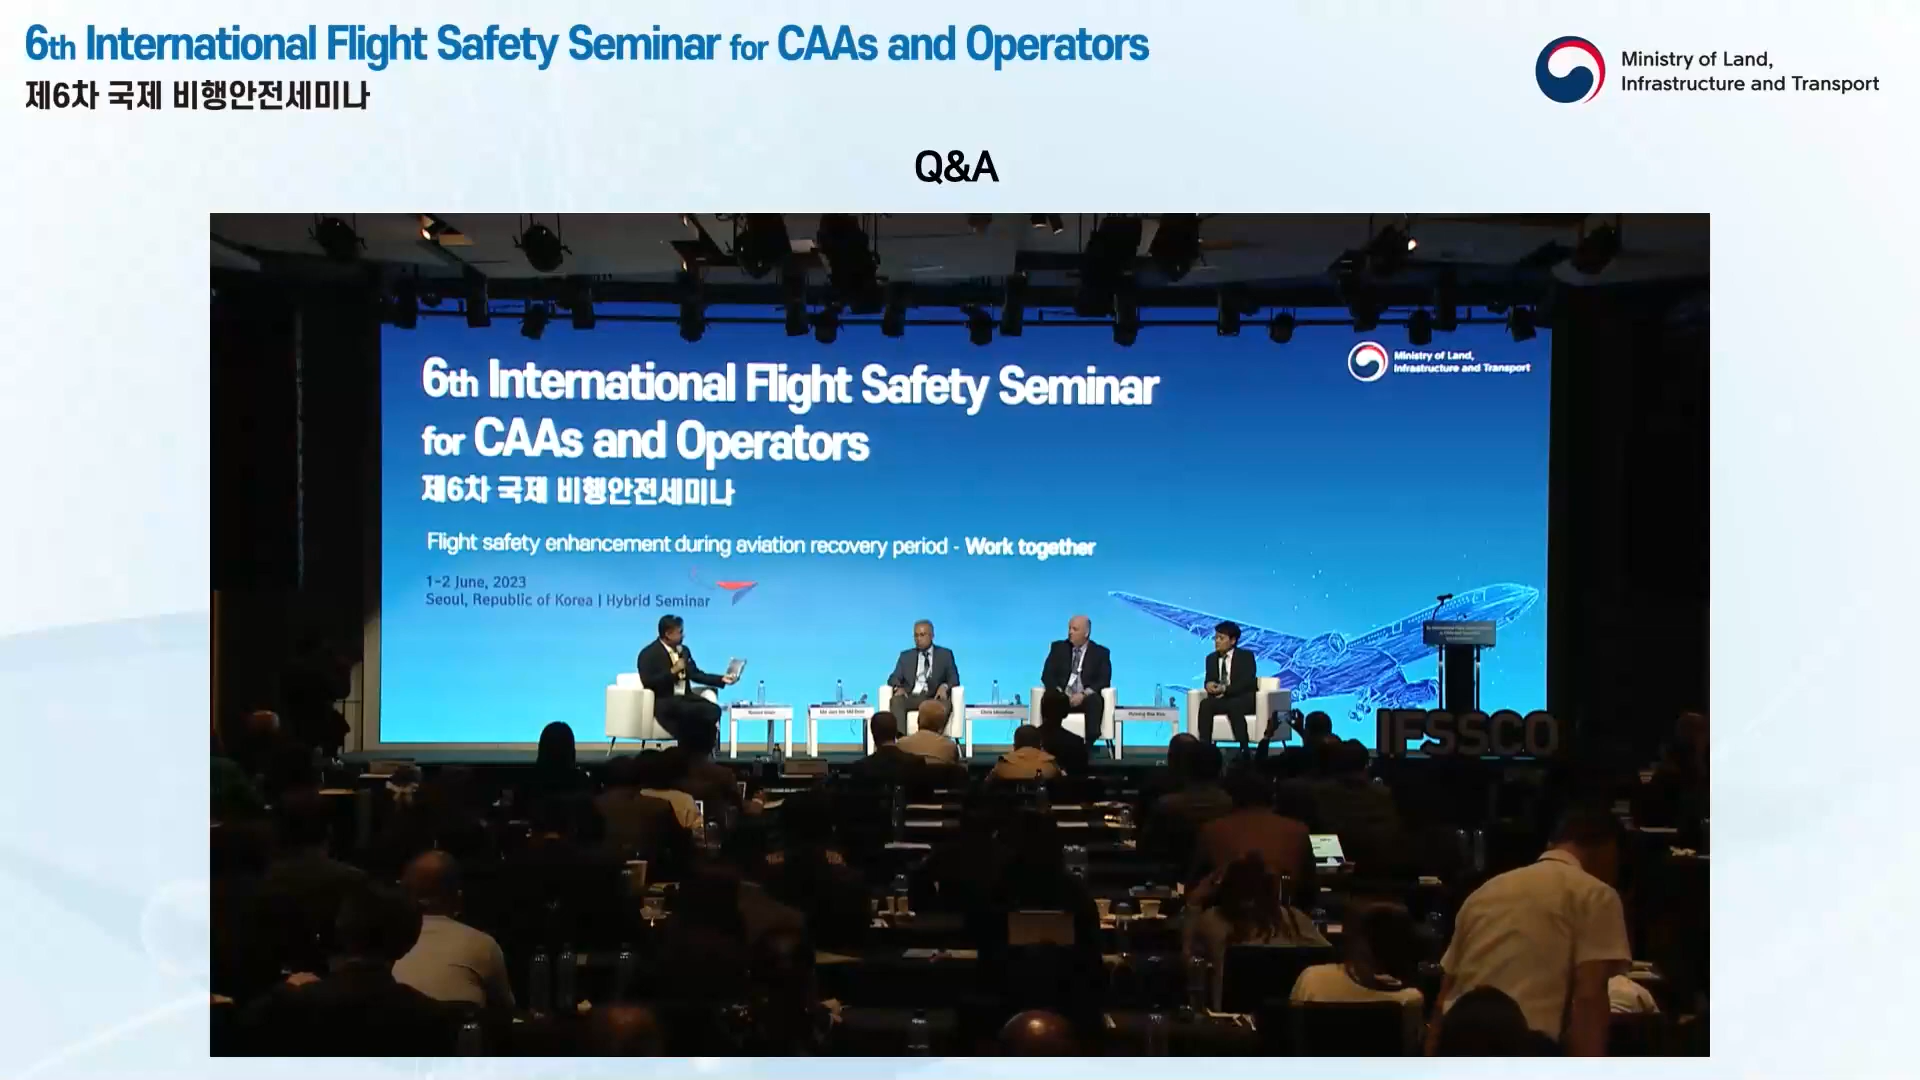 6th International Flight Safety Seminar for CAAs and Operators
제6차 국제 비행안전세미나
Ministry of Land,
Infrastructure and Transport
Q&A
6th International Flight Safety Seminar
for CAAs and Operators
제6차 국제 비행안전세미나
Flight safety enhancement during aviation recovery period - Work together
1-2 June, 2023
Seoul, Republic of Korea | Hybrid Seminar
Ministry of Land,
Infrastructure and Transport
IFSSCO